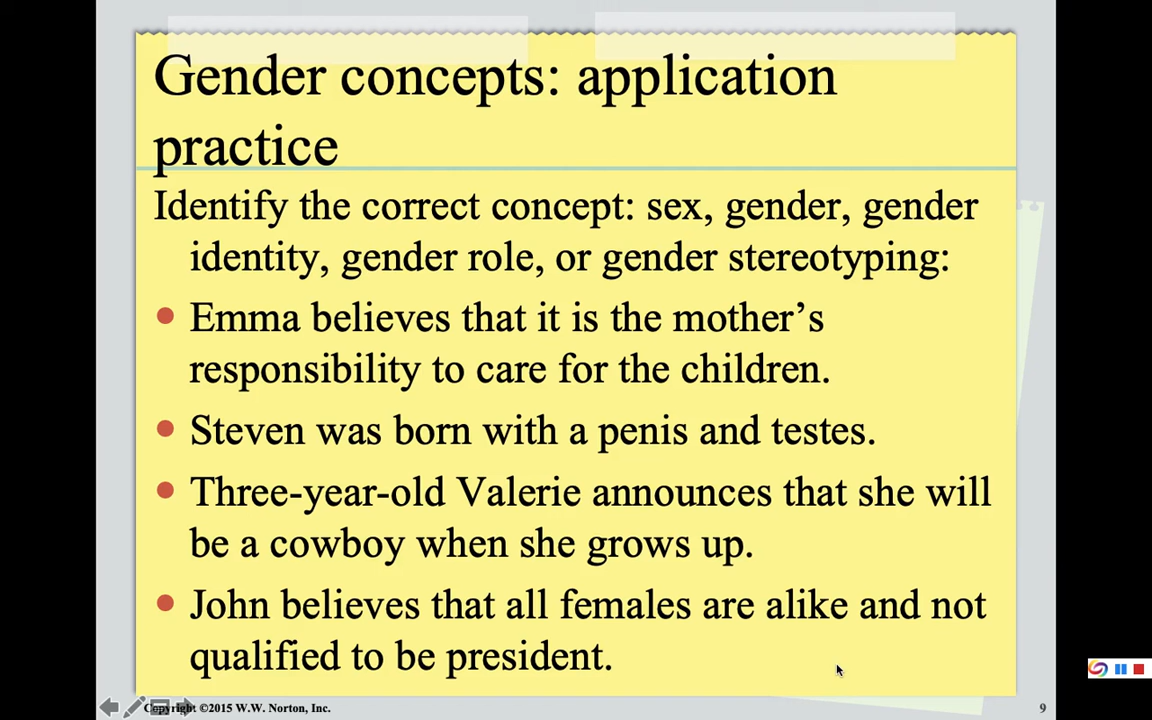 Gender concepts: application
practice
Identify the correct concept: sex, gender, gender
identity, gender role, or gender stereotyping:
• Emma believes that it is the mother’s
responsibility to care for the children.
• Steven was born with a penis and testes.
• Three-year-old Valerie announces that she will
be a cowboy when she grows up.
• John believes that all females are alike and not
qualified to be president.
Copyright ©2015 W.W. Norton, Inc.
9